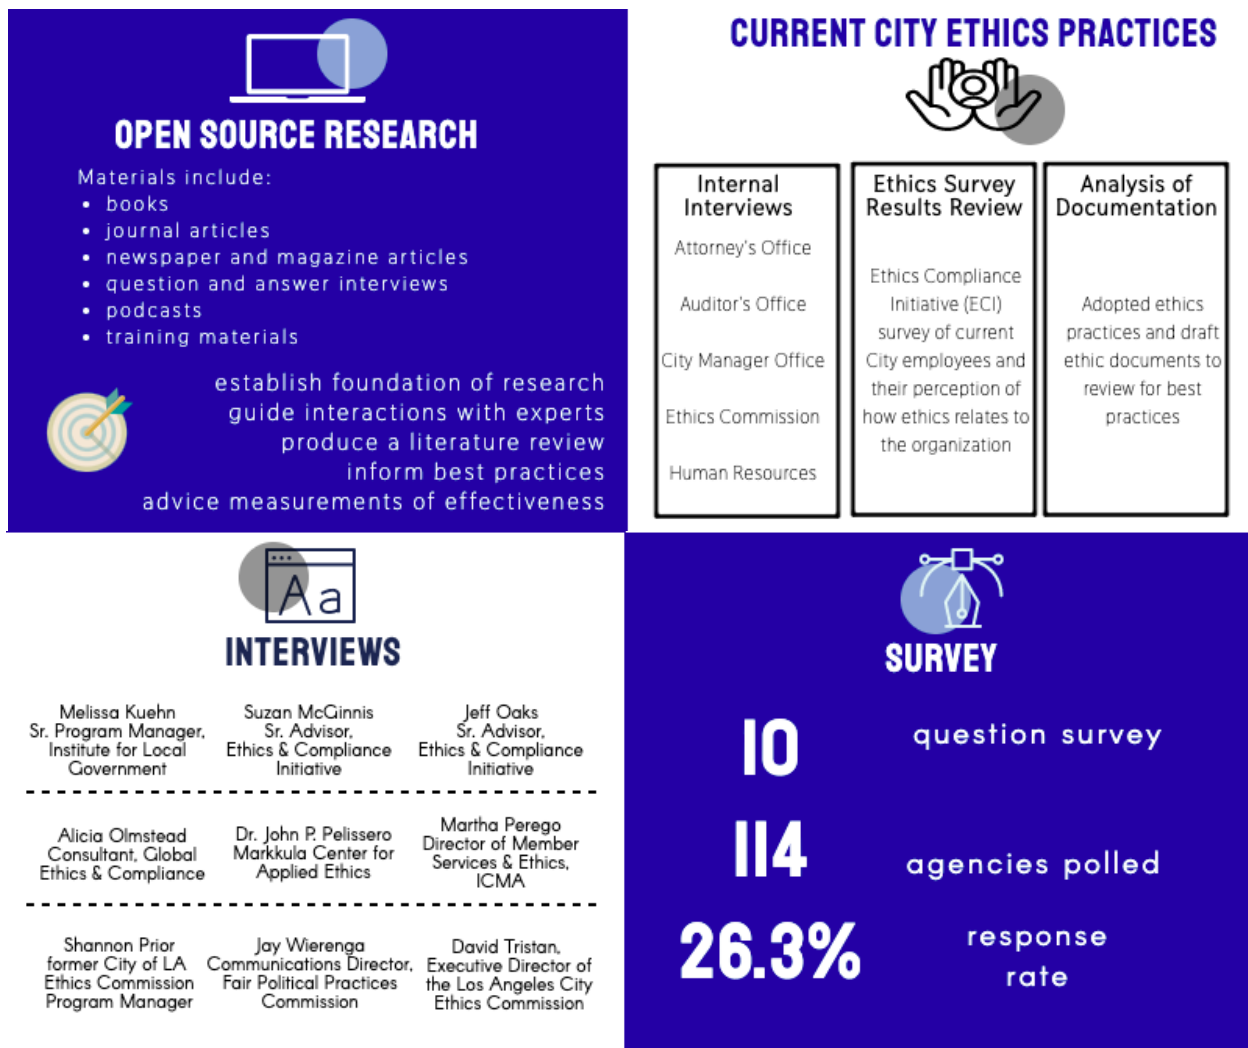 OPEN SOURCE RESEARCH
Materials include:
• books
• journal articles
• newspaper and magazine articles
• question and answer interviews
• podcasts
• training materials
establish foundation of research
guide interactions with experts
produce a literature review
inform best practices
advice measurements of effectiveness
CURRENT CITY ETHICS PRACTICES
Internal
Interviews
Attorney's Office
Auditor's Office
City Manager Office
Ethics Commission
Human Resources
Ethics Survey
Results Review
Ethics Compliance
Initiative (ECI)
survey of current
City employees and
their perception of
how ethics relates to
the organization
Analysis of
Documentation
Adopted ethics
practices and draft
ethic documents to
review for best
practices
Aa
INTERVIEWS
Melissa Kuehn
Sr. Program Manager,
Institute for Local
Government
Suzan McGinnis
Sr. Advisor,
Ethics & Compliance
Initiative
Jeff Oaks
Sr. Advisor,
Ethics & Compliance
Initiative
Alicia Olmstead
Consultant, Global
Ethics & Compliance
Dr. John P. Pelissero
Markkula Center for
Applied Ethics
Martha Perego
Director of Member
Services & Ethics,
ICMA
Shannon Prior
former City of LA
Ethics Commission
Program Manager
Jay Wierenga
Communications Director,
Fair Political Practices
Commission
David Tristan,
Executive Director of
the Los Angeles City
Ethics Commission
SURVEY
10 question survey
114 agencies polled
26.3% response
rate